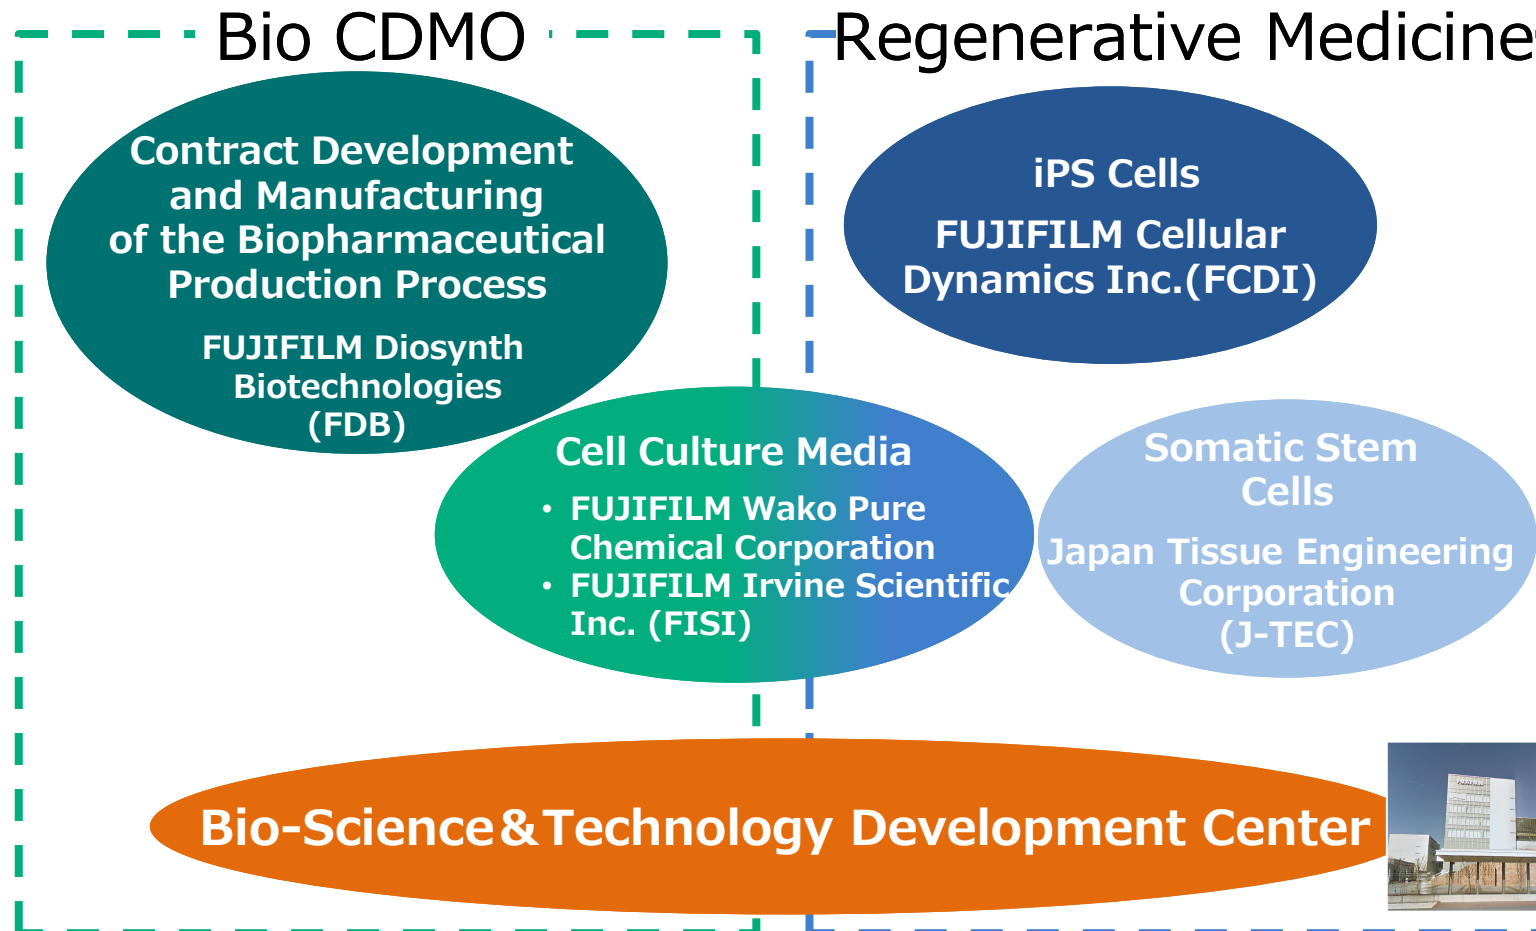 Bio CDMO
Regenerative Medicine
Contract Development
and Manufacturing
of the Biopharmaceutical
Production Process
FUJIFILM Diosynth
Biotechnologies
(FDB)
iPS Cells
FUJIFILM Cellular
Dynamics Inc.(FCDI)
Cell Culture Media
• FUJIFILM Wako Pure
Chemical Corporation
• FUJIFILM Irvine Scientific
Inc. (FISI)
Somatic Stem
Cells
Japan Tissue Engineering
Corporation
(J-TEC)
Bio-Science&Technology Development Center